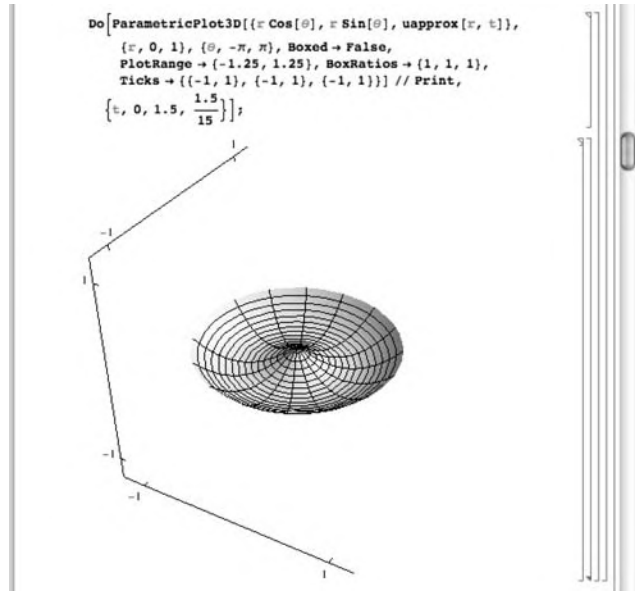 Do[ParametricPlot3D[{r Cos[θ], r Sin[θ], uapprox[r, t]},
{r, 0, 1}, {θ, -π, π}, Boxed → False,
PlotRange → {-1.25, 1.25}, BoxRatios → {1, 1, 1},
Ticks → {{-1, 1}, {-1, 1}, {-1, 1}}] // Print,
{t, 0, 1.5, 1.5/15}];
1
-1
1
-1
-1
1